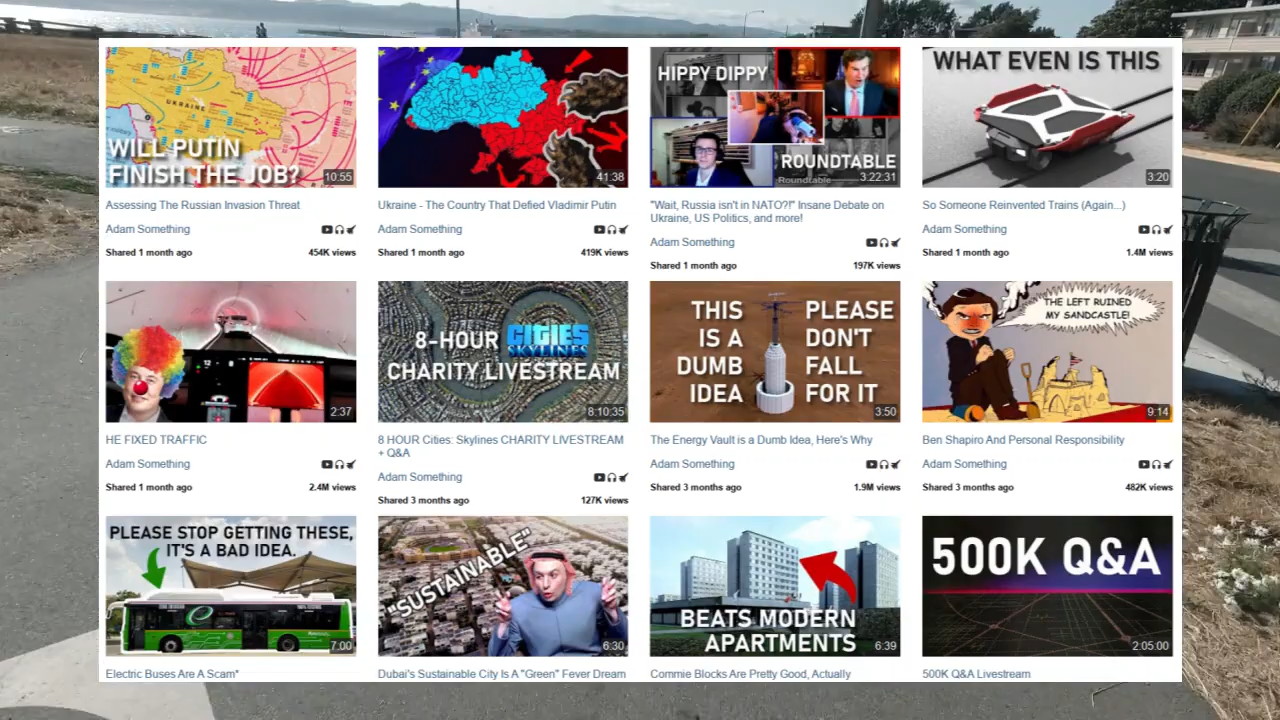 UKRAINE
WILL PUTIN
FINISH THE JOB?
10:55
Assessing The Russian Invasion Threat
Adam Something
Shared 1 month ago
454K views
41:38
Ukraine - The Country That Defied Vladimir Putin
Adam Something
Shared 1 month ago
419K views
HIPPY DIPPY
ROUNDTABLE
Roundtable
3:22:31
"Wait, Russia isn't in NATO?!" Insane Debate on
Ukraine, US Politics, and more!
Adam Something
Shared 1 month ago
197K views
WHAT EVEN IS THIS
3:20
So Someone Reinvented Trains (Again...)
Adam Something
Shared 1 month ago
1.4M views
2:37
HE FIXED TRAFFIC
Adam Something
Shared 1 month ago
2.4M views
8-HOUR CITIES
SKYLINES
CHARITY LIVESTREAM
8:10:35
8 HOUR Cities: Skylines CHARITY LIVESTREAM
+ Q&A
Adam Something
Shared 3 months ago
127K views
THIS
IS A
DUMB
IDEA
PLEASE
DON'T
FALL
FOR IT
3:50
The Energy Vault is a Dumb Idea, Here's Why
Adam Something
Shared 3 months ago
1.9M views
THE LEFT RUINED
MY SANDCASTLE!
9:14
Ben Shapiro And Personal Responsibility
Adam Something
Shared 3 months ago
482K views
PLEASE STOP GETTING THESE,
IT'S A BAD IDEA.
7:00
Electric Buses Are A Scam*
"SUSTAINABLE"
6:30
Dubai's Sustainable City Is A "Green" Fever Dream
BEATS MODERN
APARTMENTS
6:39
Commie Blocks Are Pretty Good, Actually
500K Q&A
2:05:00
500K Q&A Livestream